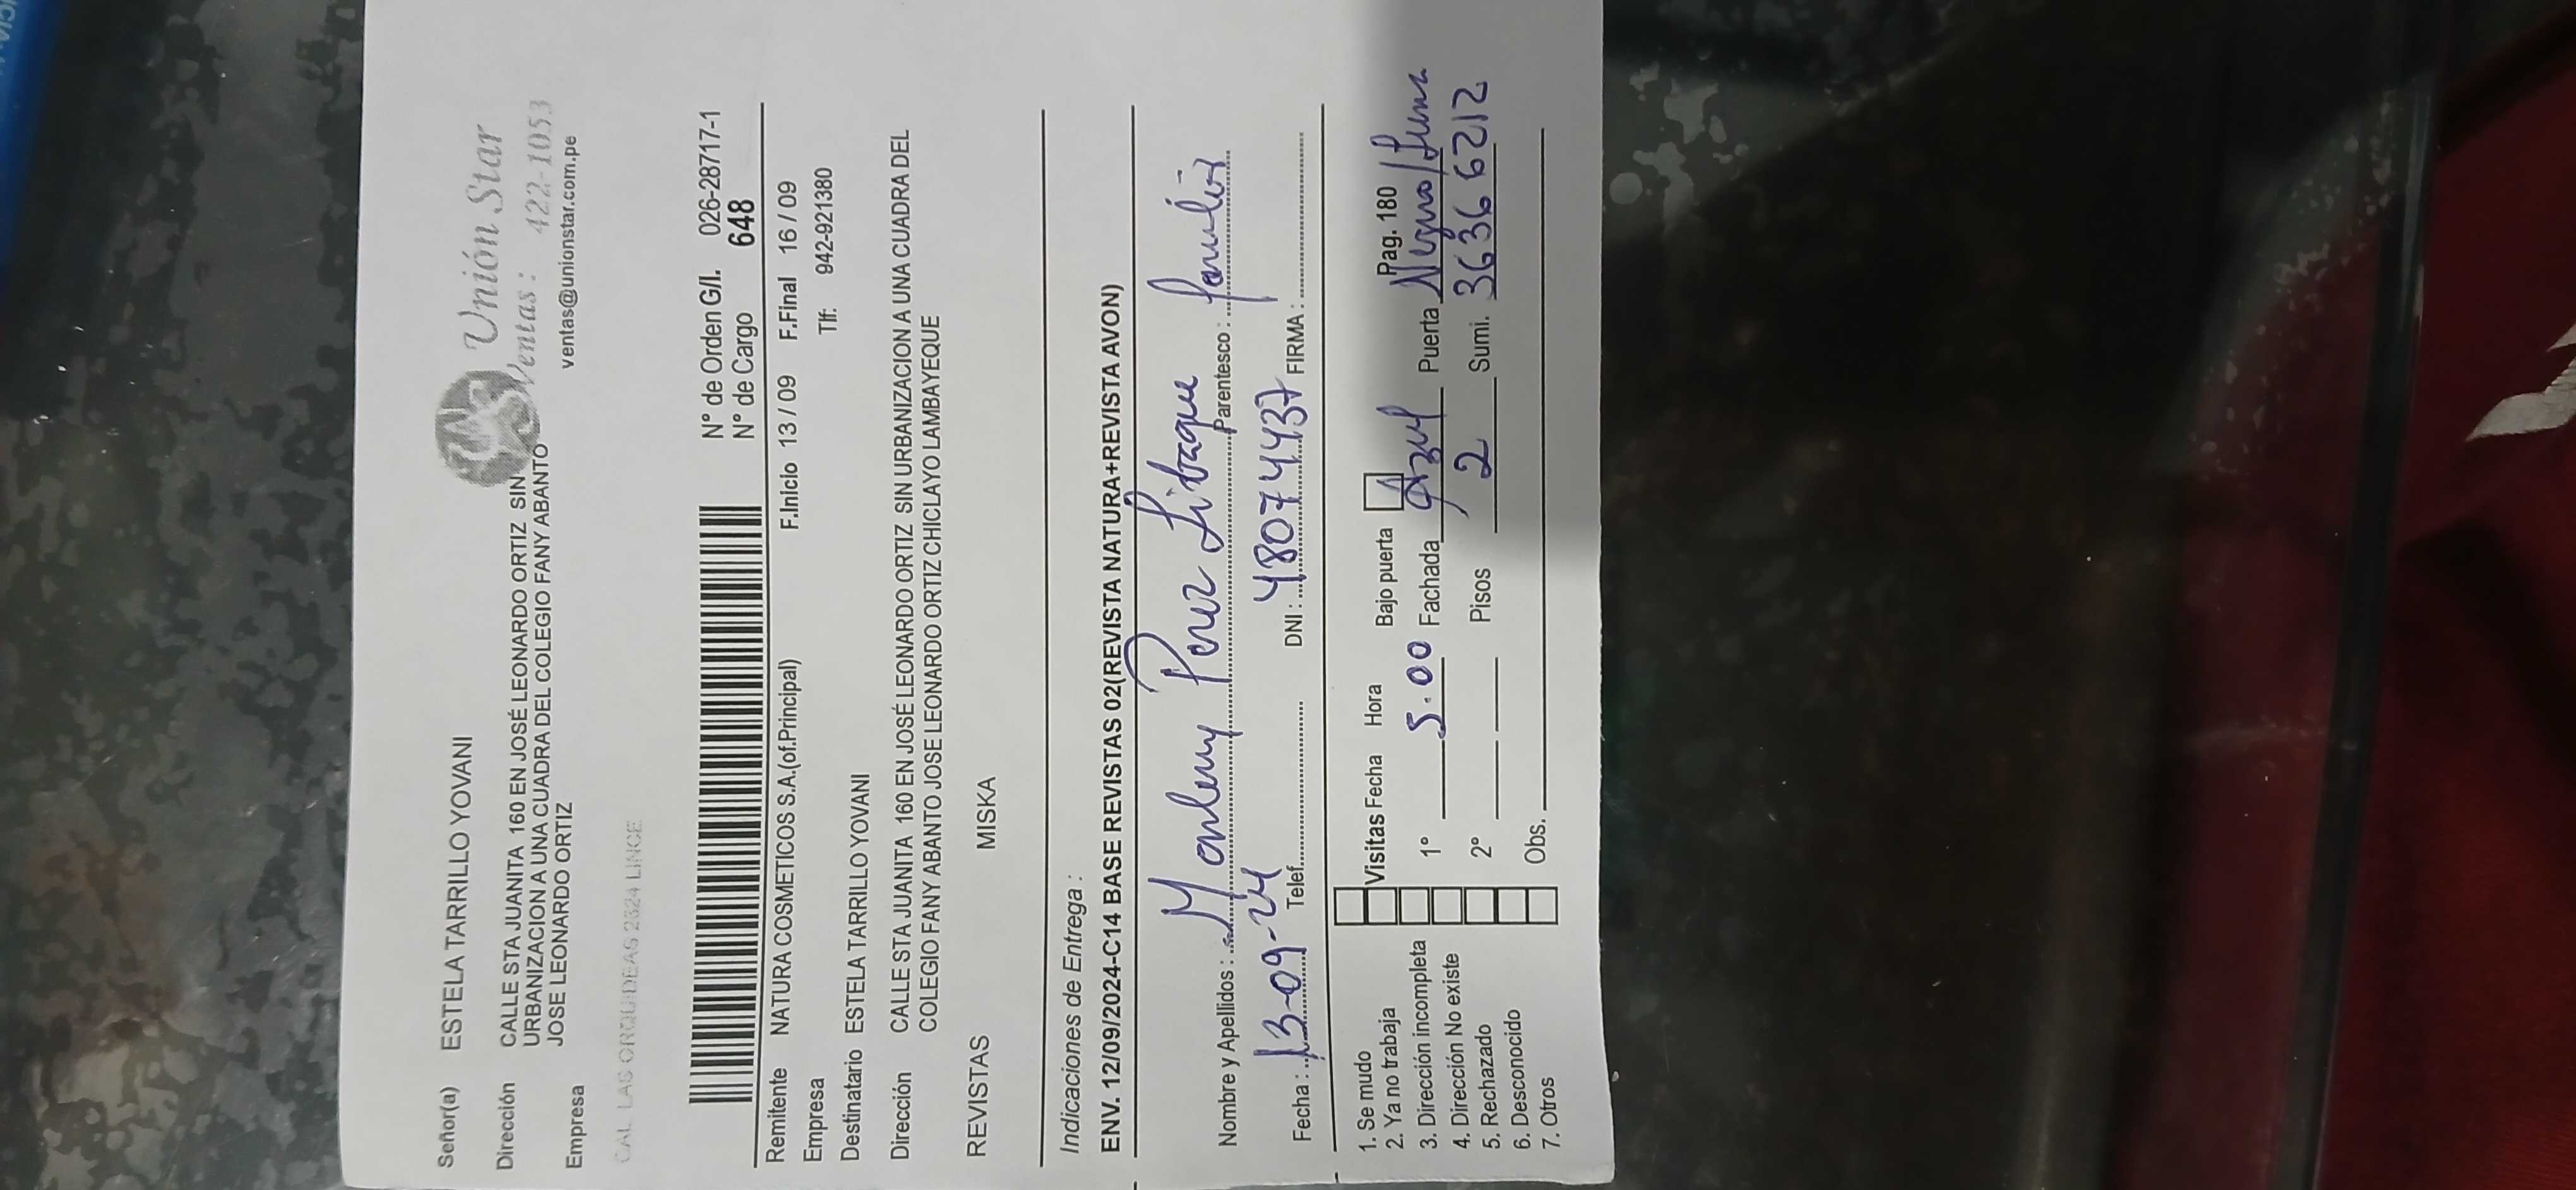 Señor(a) ESTELA TARRILLO YOVANI
Unión Star
Ventas: 422-1053
ventas@unionstar.com.pe
Dirección CALLE STA JUANITA 160 EN JOSÉ LEONARDO ORTIZ SIN
URBANIZACION A UNA CUADRA DEL COLEGIO FANY ABANTO
JOSE LEONARDO ORTIZ
Empresa
CAL LAS ORQUIDEAS 2624 LINCE
N° de Orden G/I. 026-287717-1
N° de Cargo 648
Remitente NATURA COSMETICOS S.A.(of.Principal) F.Inicio 13 / 09 F.Final 16 / 09
Empresa Tlf: 942-921380
Destinatario ESTELA TARRILLO YOVANI
Dirección CALLE STA JUANITA 160 EN JOSÉ LEONARDO ORTIZ SIN URBANIZACION A UNA CUADRA DEL
COLEGIO FANY ABANTO JOSE LEONARDO ORTIZ CHICLAYO LAMBAYEQUE
REVISTAS MISKA
Indicaciones de Entrega :
ENV. 12/09/2024-C14 BASE REVISTAS 02(REVISTA NATURA+REVISTA AVON)
Nombre y Apellidos : Perez Parentesco : familiar
Fecha : 13-09-24 Telef. DNI : 48074437 FIRMA :
Pag. 180
1. Se mudo
2. Ya no trabaja
3. Dirección incompleta
4. Dirección No existe
5. Rechazado
6. Desconocido
7. Otros
Visitas Fecha Hora Bajo puerta
1° 5.00 Fachada Azul Puerta Negro/Luna
2° Pisos 2 Sumi. 36366212
Obs.